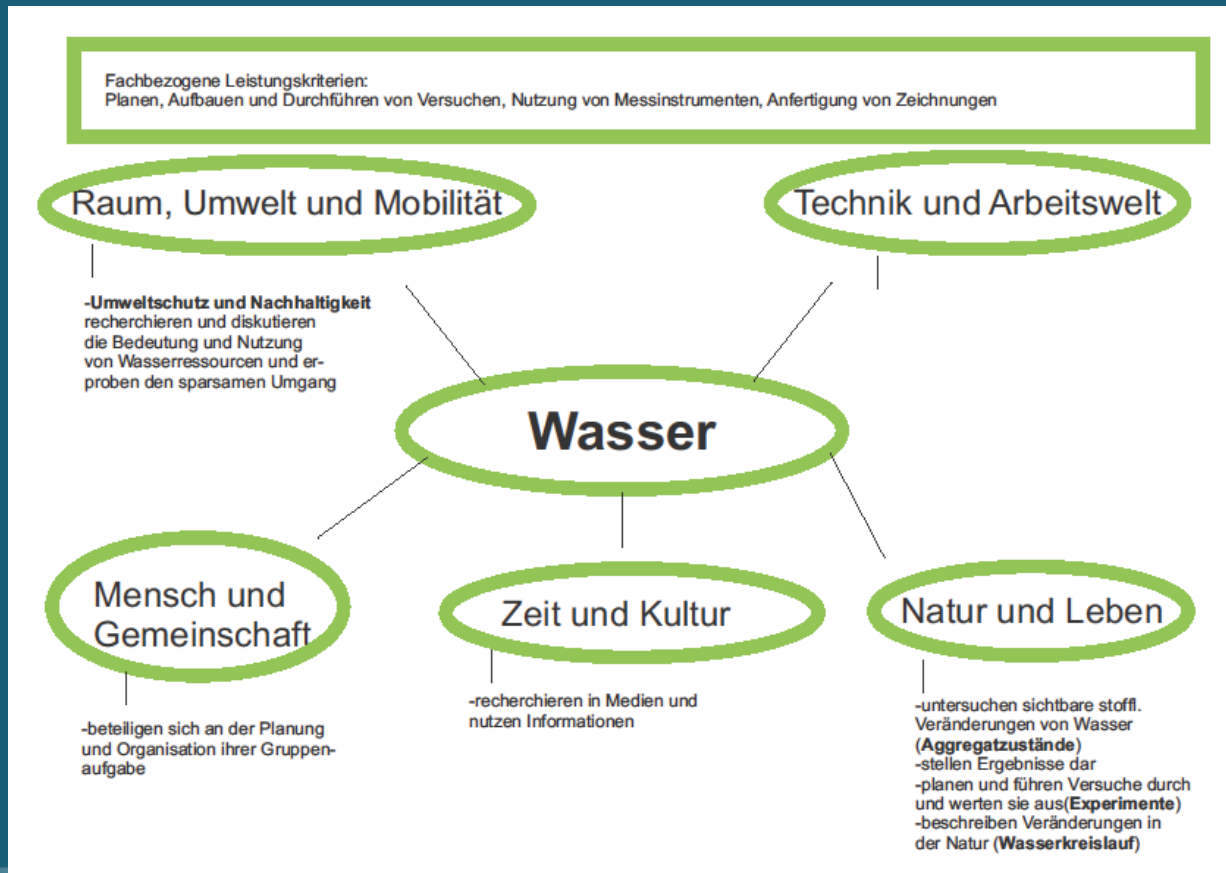 Fachbezogene Leistungskriterien:
Planen, Aufbauen und Durchführen von Versuchen, Nutzung von Messinstrumenten, Anfertigung von Zeichnungen
Raum, Umwelt und Mobilität
Technik und Arbeitswelt
-Umweltschutz und Nachhaltigkeit
recherchieren und diskutieren
die Bedeutung und Nutzung
von Wasserressourcen und er-
proben den sparsamen Umgang
Wasser
Mensch und
Gemeinschaft
-beteiligen sich an der Planung
und Organisation ihrer Gruppen-
aufgabe
Zeit und Kultur
-recherchieren in Medien und
nutzen Informationen
Natur und Leben
-untersuchen sichtbare stoffl.
Veränderungen von Wasser
(Aggregatzustände)
-stellen Ergebnisse dar
-planen und führen Versuche durch
und werten sie aus(Experimente)
-beschreiben Veränderungen in
der Natur (Wasserkreislauf)